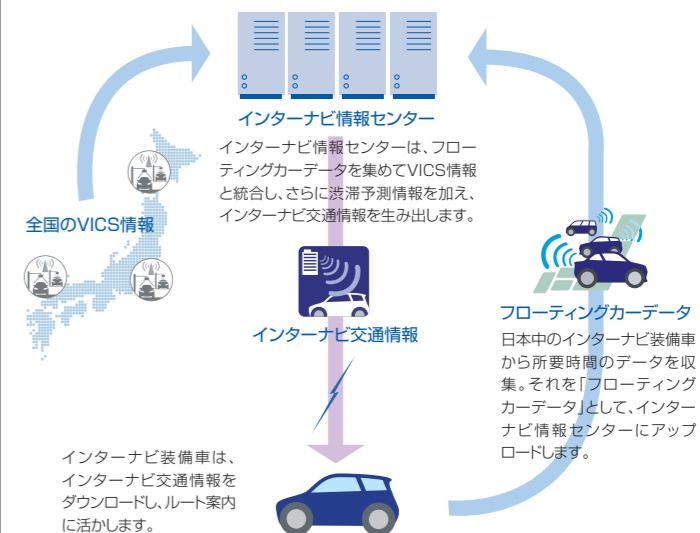 インターナビ情報センター
インターナビ情報センターは、フロー
ティングカーデータを集めてVICS情報
と統合し、さらに渋滞予測情報を加え、
インターナビ交通情報を生み出します。
全国のVICS情報
インターナビ交通情報
フローティングカーデータ
日本中のインターナビ装備車
から所要時間のデータを収
集。それを「フローティング
カーデータ」として、インター
ナビ情報センターにアップ
ロードします。
インターナビ装備車は、
インターナビ交通情報を
ダウンロードし、ルート案内
に活かします。